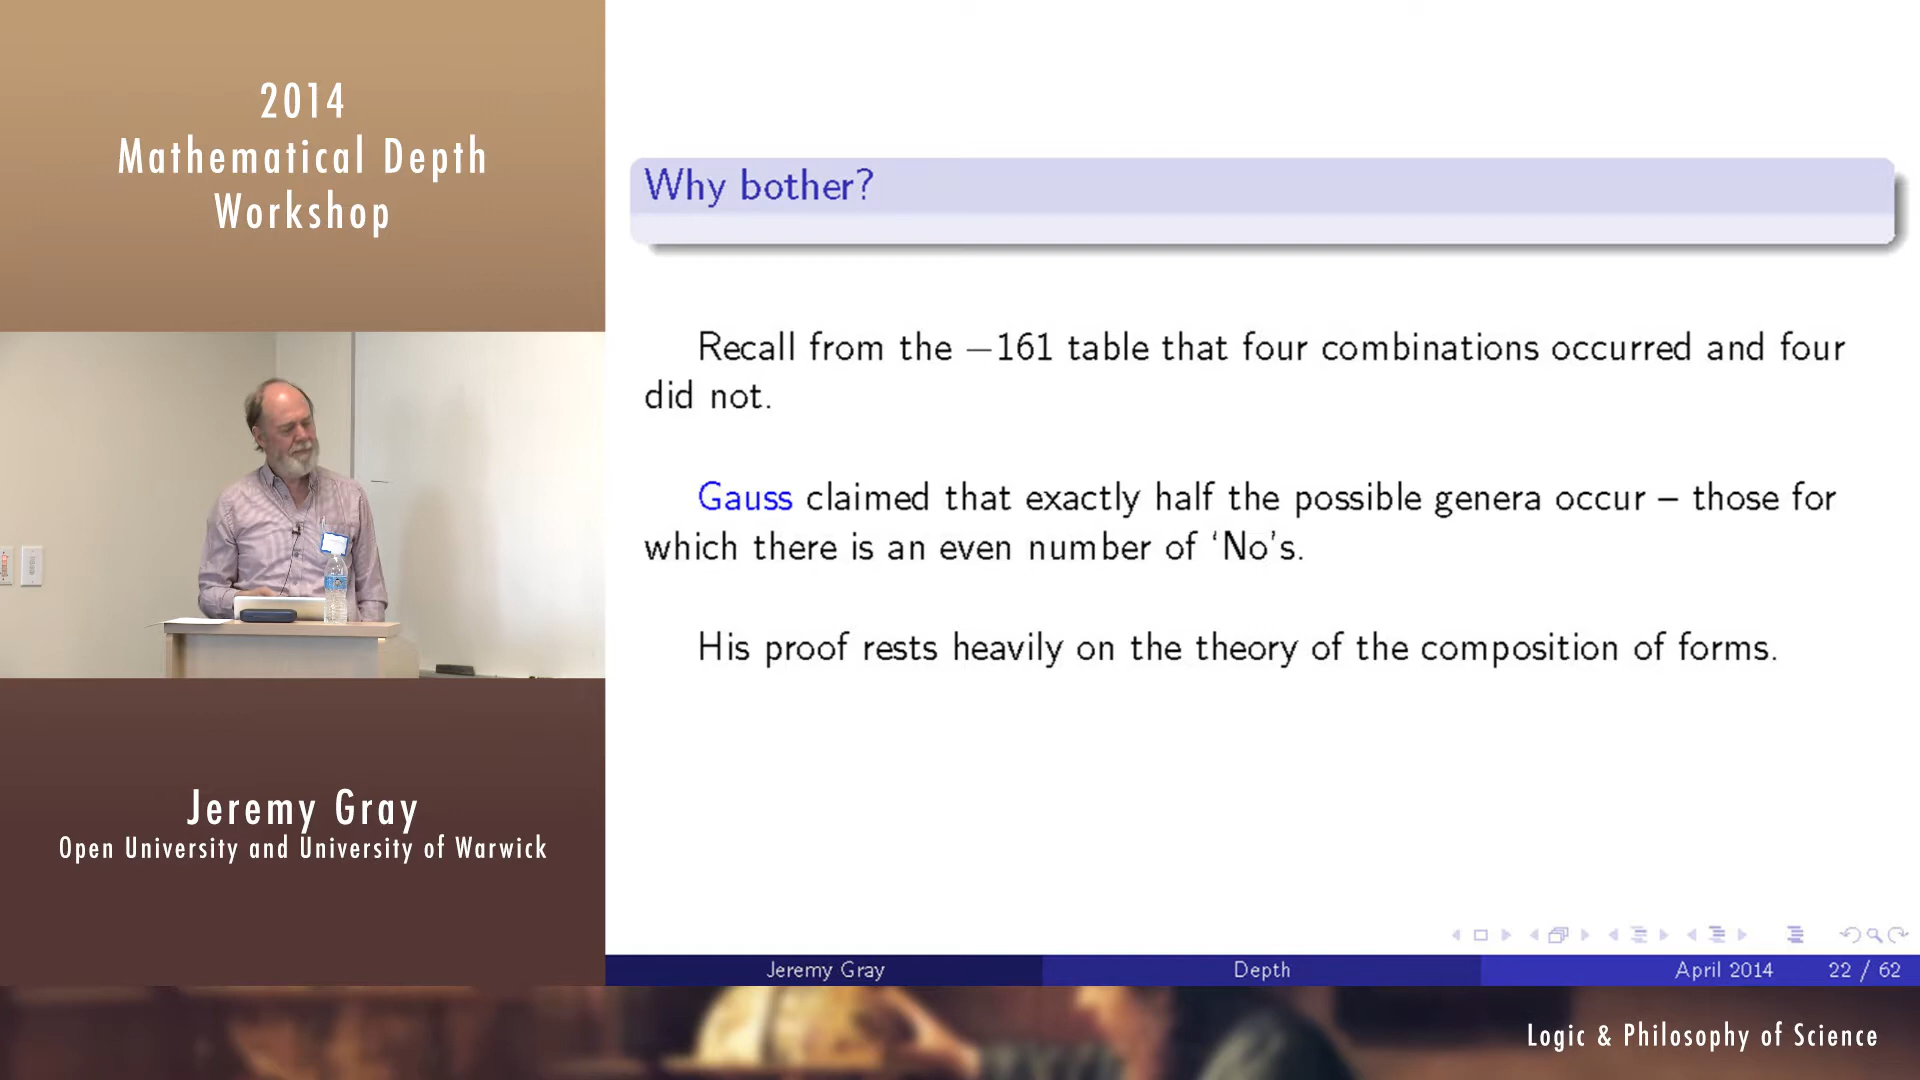 2014
Mathematical Depth
Workshop
Jeremy Gray
Open University and University of Warwick
Why bother?
Recall from the −161 table that four combinations occurred and four
did not.
Gauss claimed that exactly half the possible genera occur – those for
which there is an even number of ‘No’s.
His proof rests heavily on the theory of the composition of forms.
Jeremy Gray
Depth
April 2014
22 / 62
Logic & Philosophy of Science